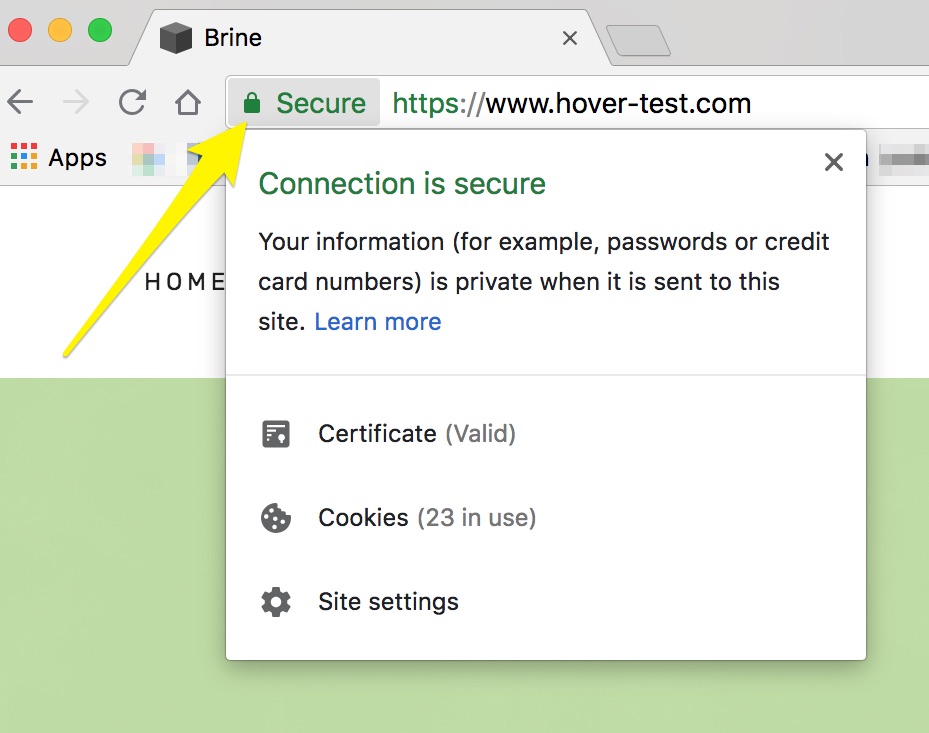 Brine
Secure https://www.hover-test.com
Apps
Connection is secure
Your information (for example, passwords or credit
card numbers) is private when it is sent to this
site. Learn more
HOME
Certificate (Valid)
Cookies (23 in use)
Site settings